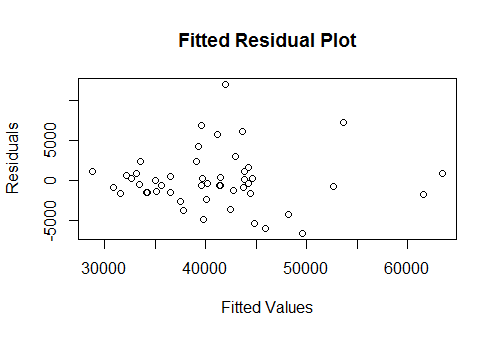 Fitted Residual Plot
Residuals
5000
0
-5000
30000 40000 50000 60000
Fitted Values